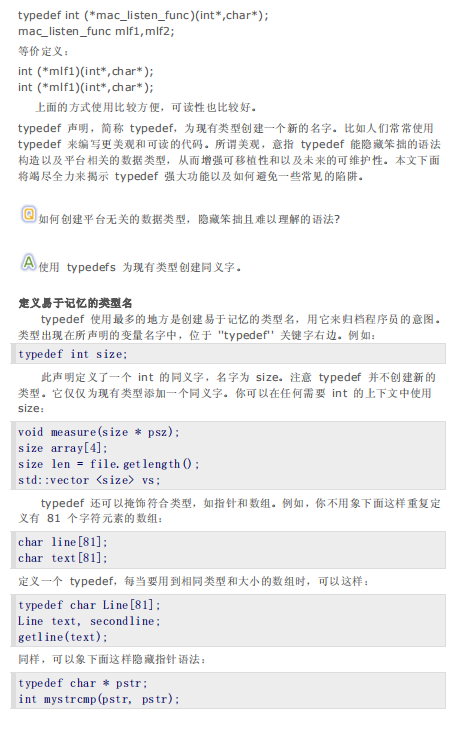 typedef int (*mac_listen_func)(int*,char*);
mac_listen_func mlf1,mlf2;
等价定义：
int (*mlf1)(int*,char*);
int (*mlf1)(int*,char*);
上面的方式使用比较方便，可读性也比较好。
typedef 声明，简称 typedef，为现有类型创建一个新的名字。比如人们常常使用
typedef 来编写更美观和可读的代码。所谓美观，意指 typedef 能隐藏笨拙的语法
构造以及平台相关的数据类型，从而增强可移植性和以及未来的可维护性。本文下面
将竭尽全力来揭示 typedef 强大功能以及如何避免一些常见的陷阱。
Q 如何创建平台无关的数据类型，隐藏笨拙且难以理解的语法?
A 使用 typedefs 为现有类型创建同义字。
定义易于记忆的类型名
typedef 使用最多的地方是创建易于记忆的类型名，用它来归档程序员的意图。
类型出现在所声明的变量名字中，位于 ''typedef'' 关键字右边。例如：
typedef int size;
此声明定义了一个 int 的同义字，名字为 size。注意 typedef 并不创建新的
类型。它仅仅为现有类型添加一个同义字。你可以在任何需要 int 的上下文中使用
size：
void measure(size * psz);
size array[4];
size len = file.getlength();
std::vector <size> vs;
typedef 还可以掩饰符合类型，如指针和数组。例如，你不用象下面这样重复定
义有 81 个字符元素的数组：
char line[81];
char text[81];
定义一个 typedef，每当要用到相同类型和大小的数组时，可以这样：
typedef char Line[81];
Line text, secondline;
getline(text);
同样，可以象下面这样隐藏指针语法：
typedef char * pstr;
int mystrcmp(pstr, pstr);